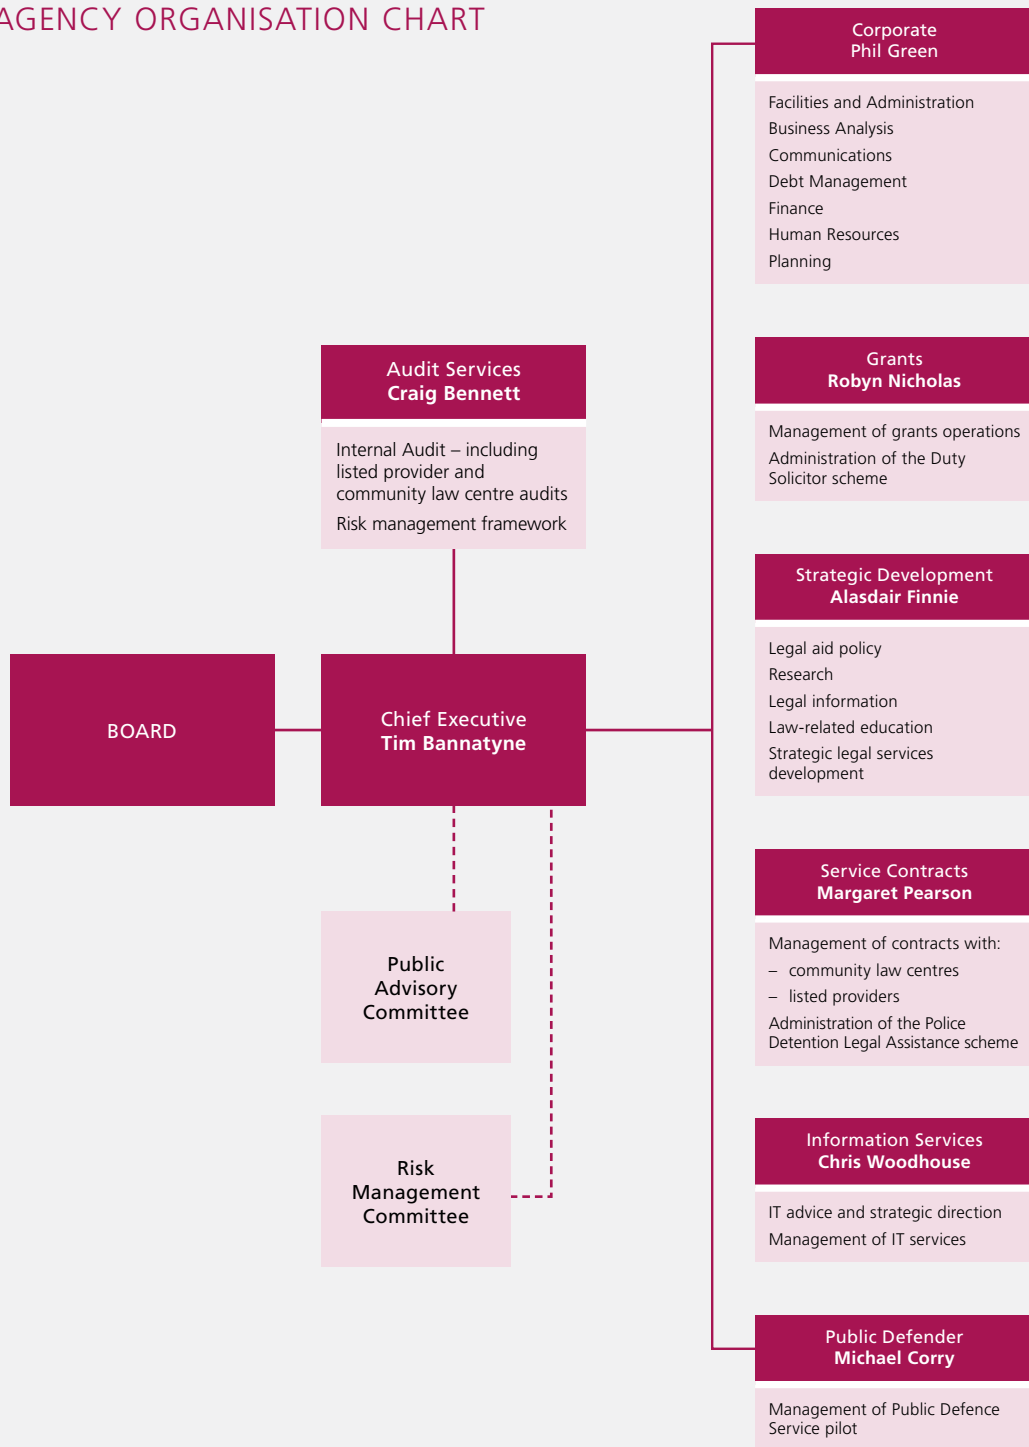 AGENCY ORGANISATION CHART
Corporate
Phil Green
Facilities and Administration
Business Analysis
Communications
Debt Management
Finance
Human Resources
Planning
Audit Services
Craig Bennett
Internal Audit – including
listed provider and
community law centre audits
Risk management framework
Grants
Robyn Nicholas
Management of grants operations
Administration of the Duty
Solicitor scheme
Strategic Development
Alasdair Finnie
Legal aid policy
Research
Legal information
Law-related education
Strategic legal services
development
BOARD
Chief Executive
Tim Bannatyne
Public
Advisory
Committee
Risk
Management
Committee
Service Contracts
Margaret Pearson
Management of contracts with:
– community law centres
– listed providers
Administration of the Police
Detention Legal Assistance scheme
Information Services
Chris Woodhouse
IT advice and strategic direction
Management of IT services
Public Defender
Michael Corry
Management of Public Defence
Service pilot